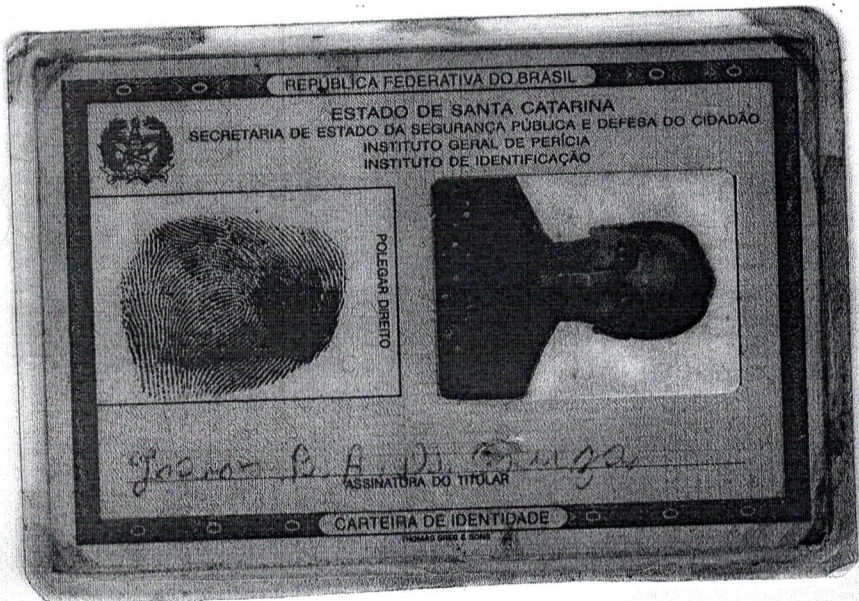 REPÚBLICA FEDERATIVA DO BRASIL
ESTADO DE SANTA CATARINA
SECRETARIA DE ESTADO DA SEGURANÇA PÚBLICA E DEFESA DO CIDADÃO
INSTITUTO GERAL DE PERÍCIA
INSTITUTO DE IDENTIFICAÇÃO
POLEGAR DIREITO
B. A.
ASSINATURA DO TITULAR
CARTEIRA DE IDENTIDADE
THOMAS GREG & SONS